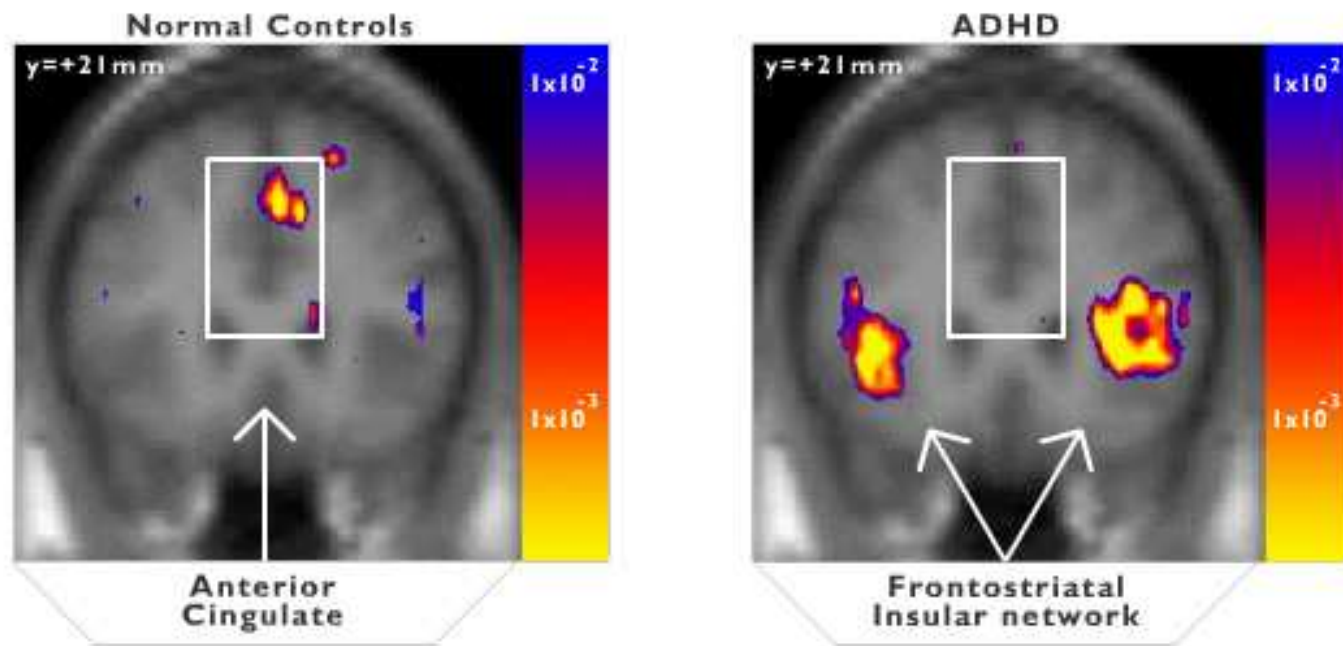 Normal Controls
y=+21mm
1x10-2
1x10-3
Anterior
Cingulate
ADHD
y=+21mm
1x10-2
1x10-3
Frontostriatal
Insular network